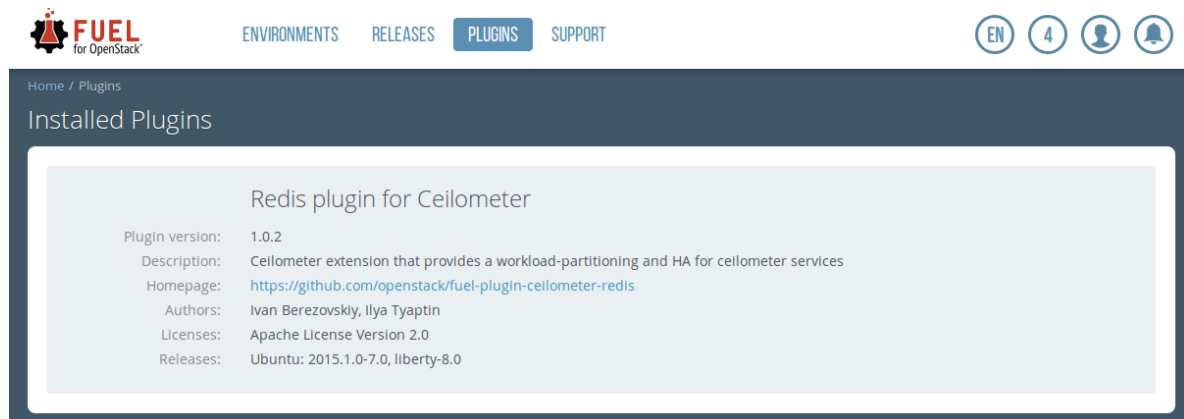 FUEL
for OpenStack
ENVIRONMENTS RELEASES PLUGINS SUPPORT EN 4
Home / Plugins
Installed Plugins
Redis plugin for Ceilometer
Plugin version: 1.0.2
Description: Ceilometer extension that provides a workload-partitioning and HA for ceilometer services
Homepage: https://github.com/openstack/fuel-plugin-ceilometer-redis
Authors: Ivan Berezovskiy, Ilya Tyaptin
Licenses: Apache License Version 2.0
Releases: Ubuntu: 2015.1.0-7.0, liberty-8.0